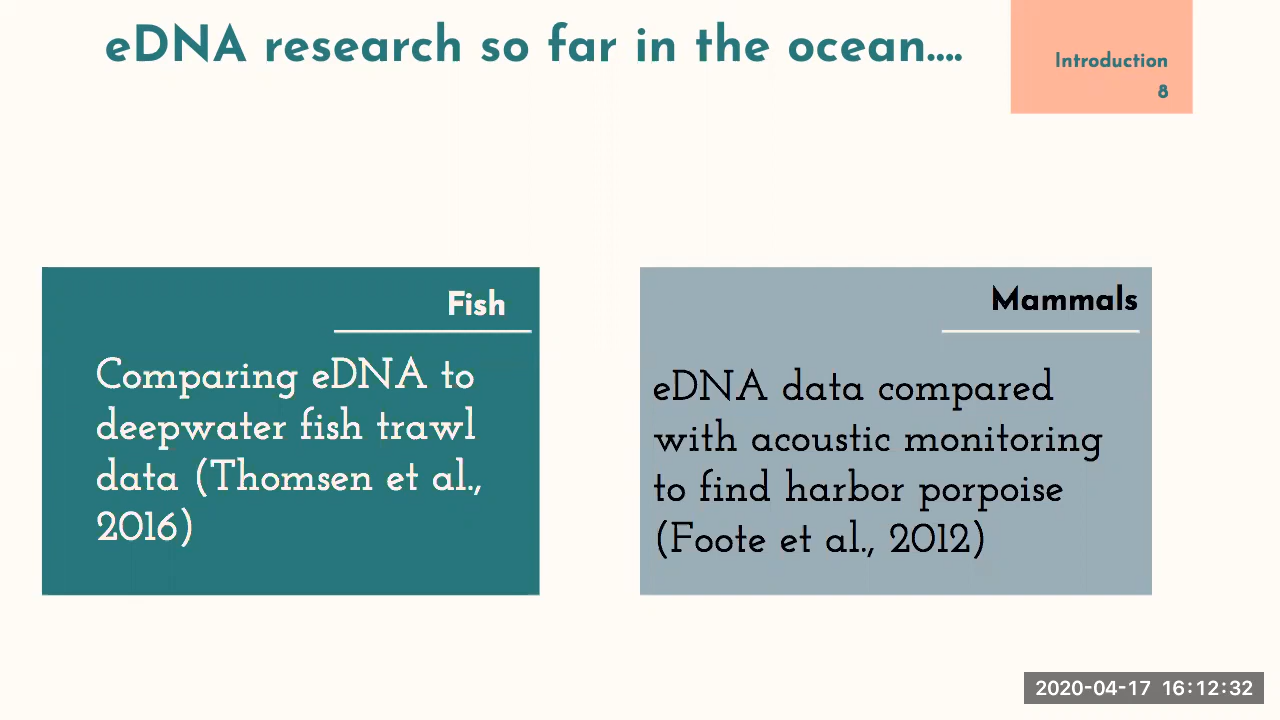 eDNA research so far in the ocean....
Introduction
8
Fish
Comparing eDNA to
deepwater fish trawl
data (Thomsen et al.,
2016)
Mammals
eDNA data compared
with acoustic monitoring
to find harbor porpoise
(Foote et al., 2012)
2020-04-17 16:12:32